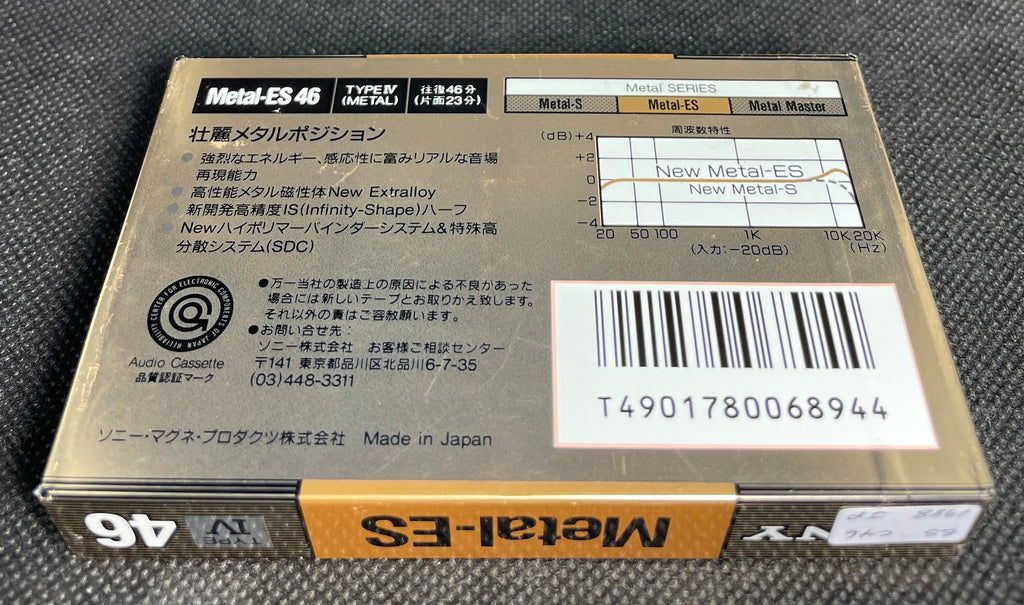 Metal-ES 46
TYPE IV
(METAL)
往復46分
(片面23分)
Metal SERIES
Metal-S
Metal-ES
Metal Master
壮麗メタルポジション
●強烈なエネルギー、感応性に富みリアルな音場
再現能力
●高性能メタル磁性体New Extralloy
●新開発高精度IS(Infinity-Shape)ハーフ
●Newハイポリマーバインダーシステム&特殊高
分散システム(SDC)
周波数特性
(dB)+4
+2
0
-2
-4
New Metal-ES
New Metal-S
20 50 100 1K 10K 20K
(入力:-20dB) (Hz)
RELIABILITY CENTER FOR ELECTRONIC COMPONENTS OF JAPAN
Audio Cassette
品質認証マーク
●万一当社の製造上の原因による不良があった
場合には新しいテープとお取りかえ致します。
それ以外の責はご容赦願います。
●お問い合せ先:
ソニー株式会社 お客様ご相談センター
〒141 東京都品川区北品川6-7-35
(03)448-3311
T4901780068944
ソニー・マグネ・プロダクツ株式会社 Made in Japan
46
TYPE
IV
Metal-ES
NY
1988
JP
ES C46